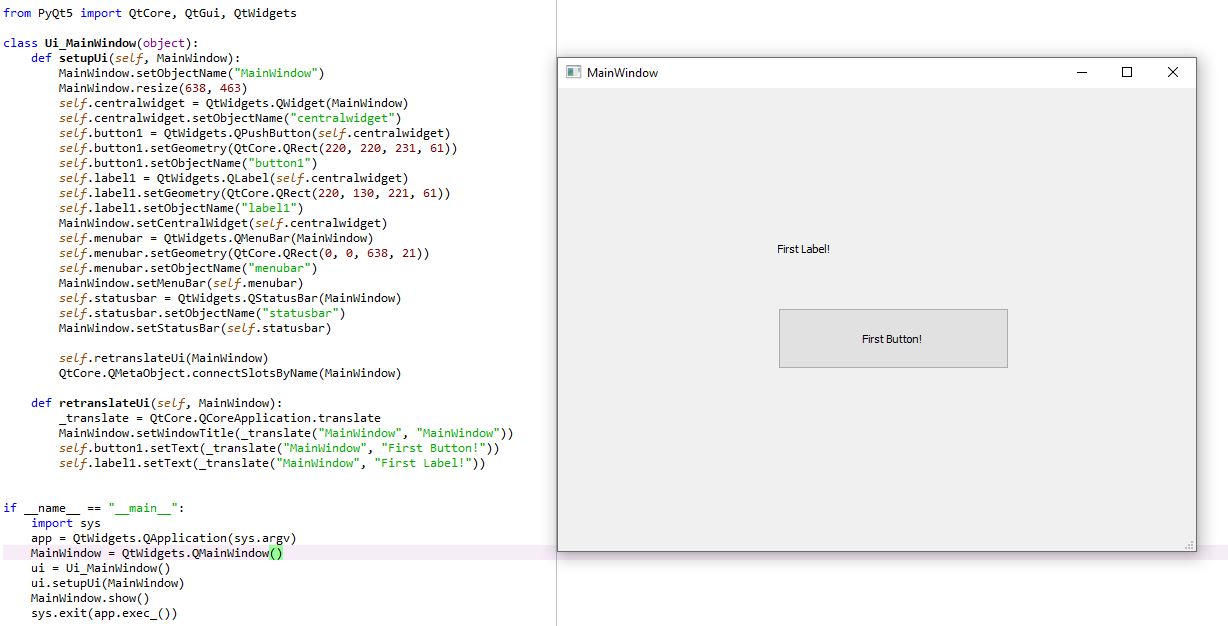 from PyQt5 import QtCore, QtGui, QtWidgets
class Ui_MainWindow(object):
    def setupUi(self, MainWindow):
        MainWindow.setObjectName("MainWindow")
        MainWindow.resize(638, 463)
        self.centralwidget = QtWidgets.QWidget(MainWindow)
        self.centralwidget.setObjectName("centralwidget")
        self.button1 = QtWidgets.QPushButton(self.centralwidget)
        self.button1.setGeometry(QtCore.QRect(220, 220, 231, 61))
        self.button1.setObjectName("button1")
        self.label1 = QtWidgets.QLabel(self.centralwidget)
        self.label1.setGeometry(QtCore.QRect(220, 130, 221, 61))
        self.label1.setObjectName("label1")
        MainWindow.setCentralWidget(self.centralwidget)
        self.menubar = QtWidgets.QMenuBar(MainWindow)
        self.menubar.setGeometry(QtCore.QRect(0, 0, 638, 21))
        self.menubar.setObjectName("menubar")
        MainWindow.setMenuBar(self.menubar)
        self.statusbar = QtWidgets.QStatusBar(MainWindow)
        self.statusbar.setObjectName("statusbar")
        MainWindow.setStatusBar(self.statusbar)
        self.retranslateUi(MainWindow)
        QtCore.QMetaObject.connectSlotsByName(MainWindow)
    def retranslateUi(self, MainWindow):
        _translate = QtCore.QCoreApplication.translate
        MainWindow.setWindowTitle(_translate("MainWindow", "MainWindow"))
        self.button1.setText(_translate("MainWindow", "First Button!"))
        self.label1.setText(_translate("MainWindow", "First Label!"))
if __name__ == "__main__":
    import sys
    app = QtWidgets.QApplication(sys.argv)
    MainWindow = QtWidgets.QMainWindow()
    ui = Ui_MainWindow()
    ui.setupUi(MainWindow)
    MainWindow.show()
    sys.exit(app.exec_())
MainWindow
First Label!
First Button!